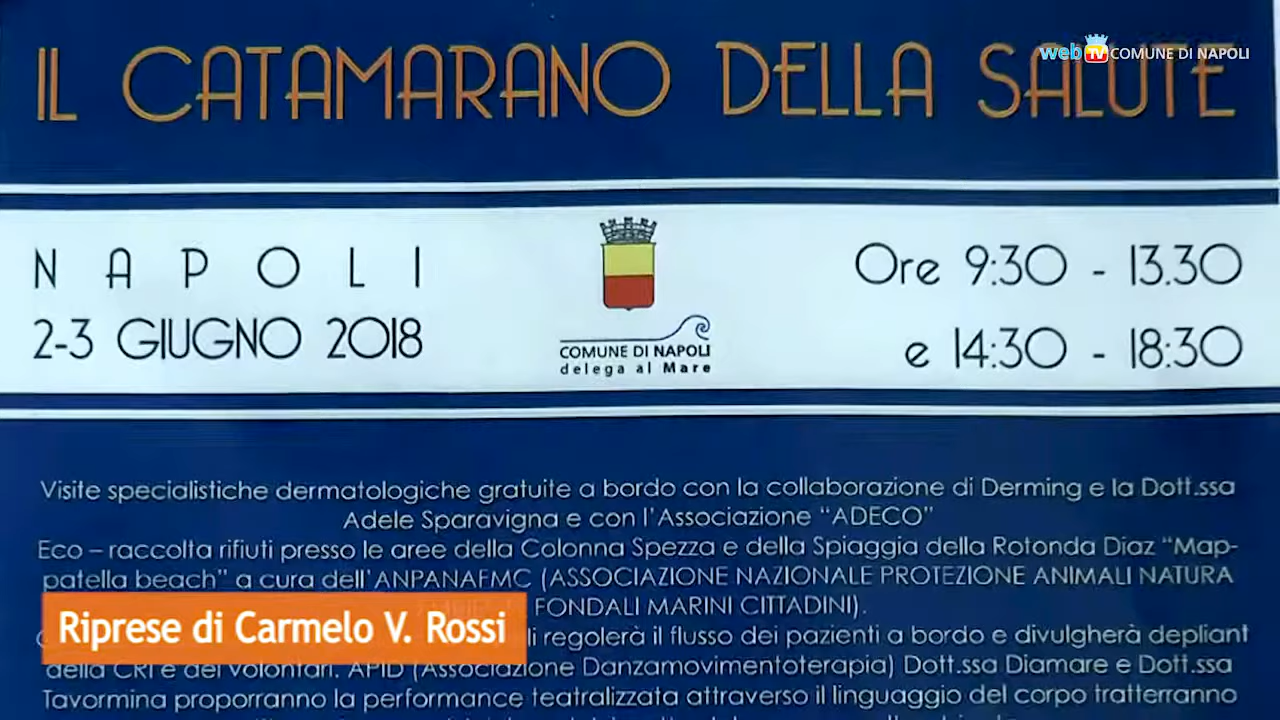 IL CATAMARANO DELLA SALUTE
web TV COMUNE DI NAPOLI
NAPOLI
2-3 GIUGNO 2018
COMUNE DI NAPOLI
delega al Mare
Ore 9:30 - 13.30
e 14:30 - 18:30
Visite specialistiche dermatologiche gratuite a bordo con la collaborazione di Derming e la Dott.ssa
Adele Sparavigna e con l'Associazione "ADECO"
Eco – raccolta rifiuti presso le aree della Colonna Spezza e della Spiaggia della Rotonda Diaz "Map-
patella beach" a cura dell'ANPANAFMC (ASSOCIAZIONE NAZIONALE PROTEZIONE ANIMALI NATURA
FONDALI MARINI CITTADINI).
regolerà il flusso dei pazienti a bordo e divulgherà depliant
della CRI e dei volontari. APID (Associazione Danzamovimentoterapia) Dott.ssa Diamare e Dott.ssa
Tavormina proporranno la performance teatralizzata attraverso il linguaggio del corpo tratterranno
Riprese di Carmelo V. Rossi